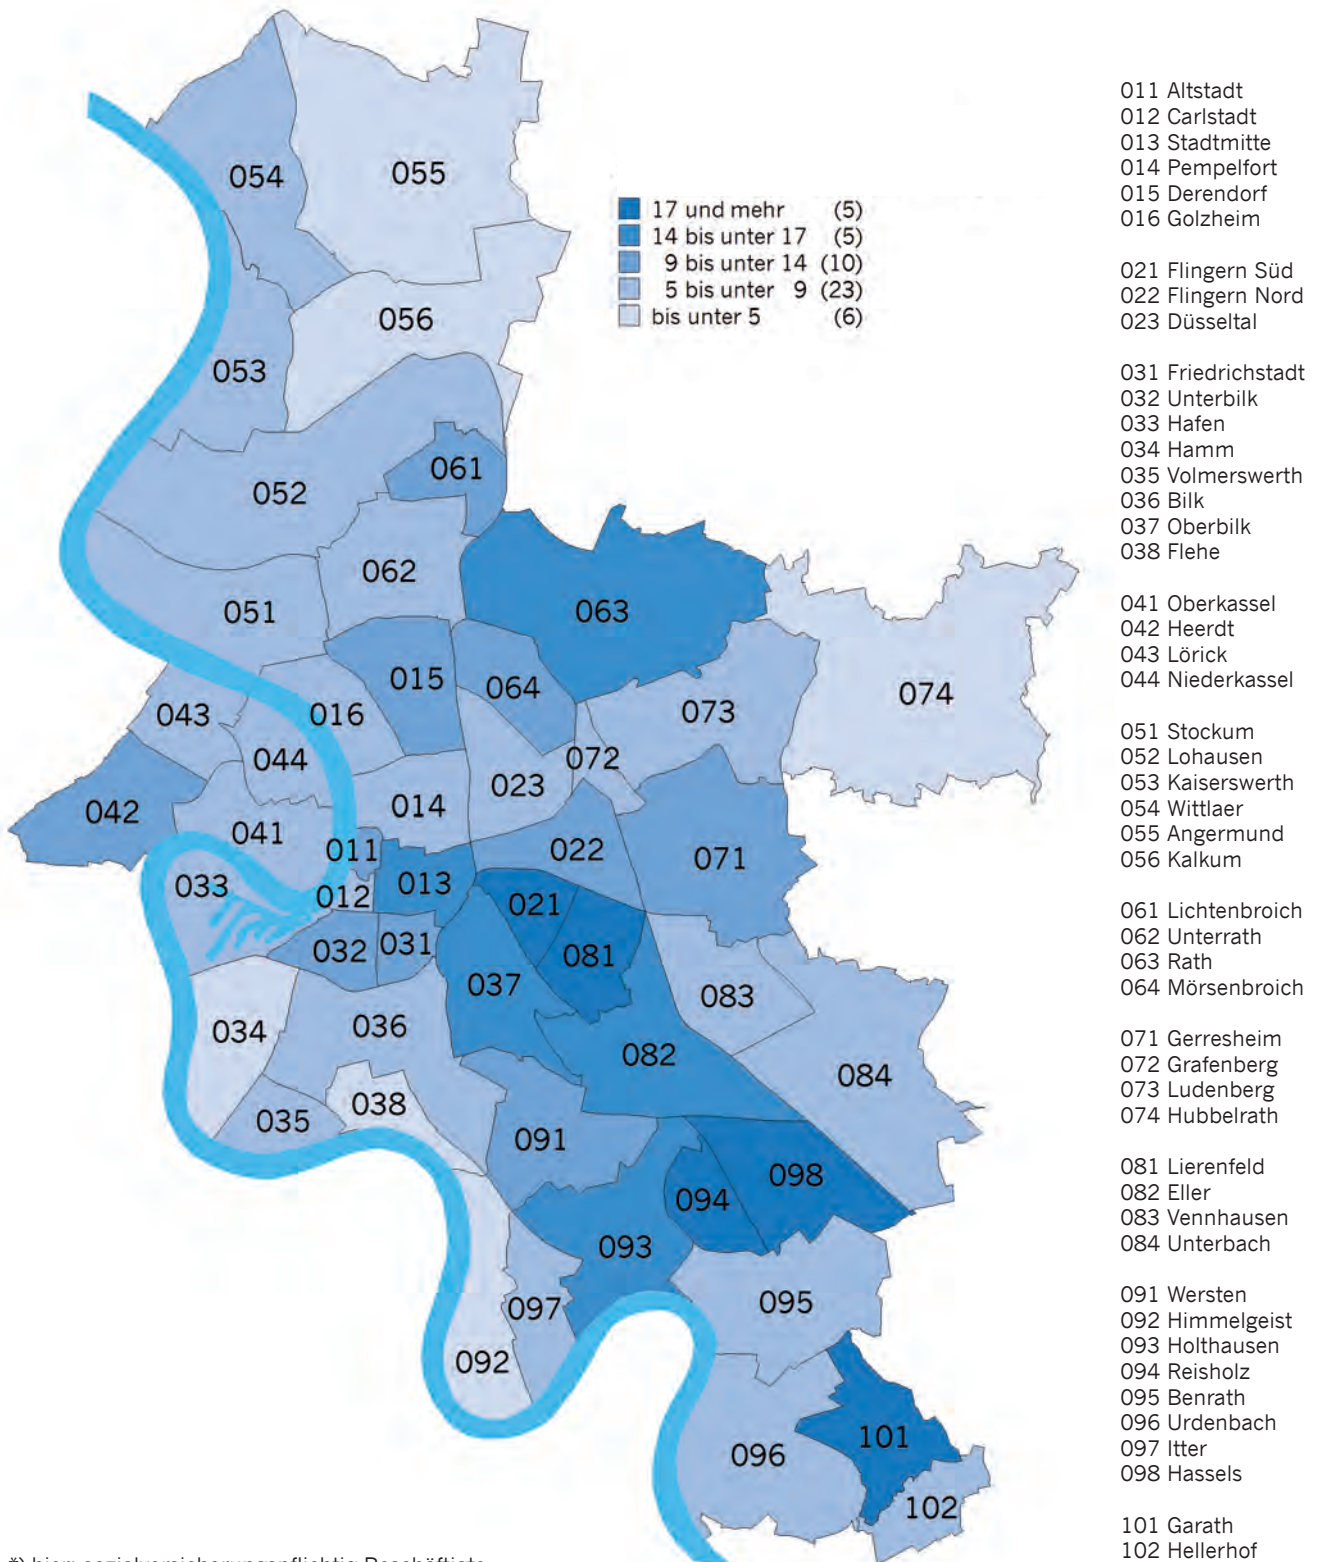 054
055
17 und mehr (5)
14 bis unter 17 (5)
9 bis unter 14 (10)
5 bis unter 9 (23)
bis unter 5 (6)
056
053
061
052
062
051
063
015
064
074
043
016
073
044
072
023
042
014
041
011
022
071
033
013
012
021
032
031
081
037
083
034
036
082
084
038
035
091
098
094
093
095
097
092
101
096
102
011 Altstadt
012 Carlstadt
013 Stadtmitte
014 Pempelfort
015 Derendorf
016 Golzheim
021 Flingern Süd
022 Flingern Nord
023 Düsseltal
031 Friedrichstadt
032 Unterbilk
033 Hafen
034 Hamm
035 Volmerswerth
036 Bilk
037 Oberbilk
038 Flehe
041 Oberkassel
042 Heerdt
043 Lörick
044 Niederkassel
051 Stockum
052 Lohausen
053 Kaiserswerth
054 Wittlaer
055 Angermund
056 Kalkum
061 Lichtenbroich
062 Unterrath
063 Rath
064 Mörsenbroich
071 Gerresheim
072 Grafenberg
073 Ludenberg
074 Hubbelrath
081 Lierenfeld
082 Eller
083 Vennhausen
084 Unterbach
091 Wersten
092 Himmelgeist
093 Holthausen
094 Reisholz
095 Benrath
096 Urdenbach
097 Itter
098 Hassels
101 Garath
102 Hellerhof